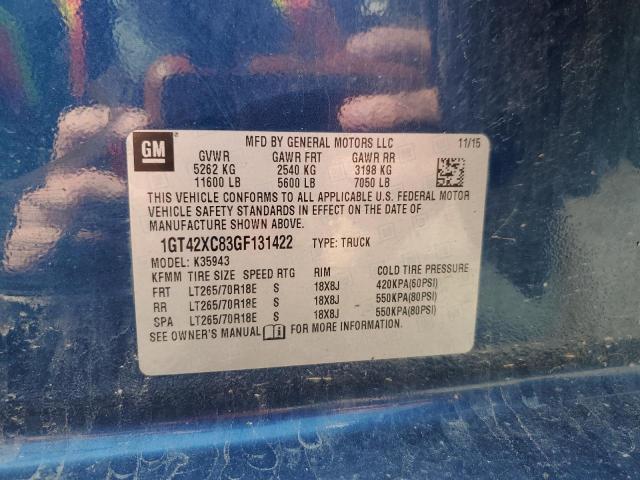 GM
MFD BY GENERAL MOTORS LLC 11/15
GVWR GAWR FRT GAWR RR
5262 KG 2540 KG 3198 KG
11600 LB 5600 LB 7050 LB
THIS VEHICLE CONFORMS TO ALL APPLICABLE U.S. FEDERAL MOTOR
VEHICLE SAFETY STANDARDS IN EFFECT ON THE DATE OF
MANUFACTURE SHOWN ABOVE.
1GT42XC83GF131422 TYPE: TRUCK
MODEL: K35943
KFMM TIRE SIZE SPEED RTG RIM COLD TIRE PRESSURE
FRT LT265/70R18E S 18X8J 420KPA(60PSI)
RR LT265/70R18E S 18X8J 550KPA(80PSI)
SPA LT265/70R18E S 18X8J 550KPA(80PSI)
SEE OWNER'S MANUAL FOR MORE INFORMATION.